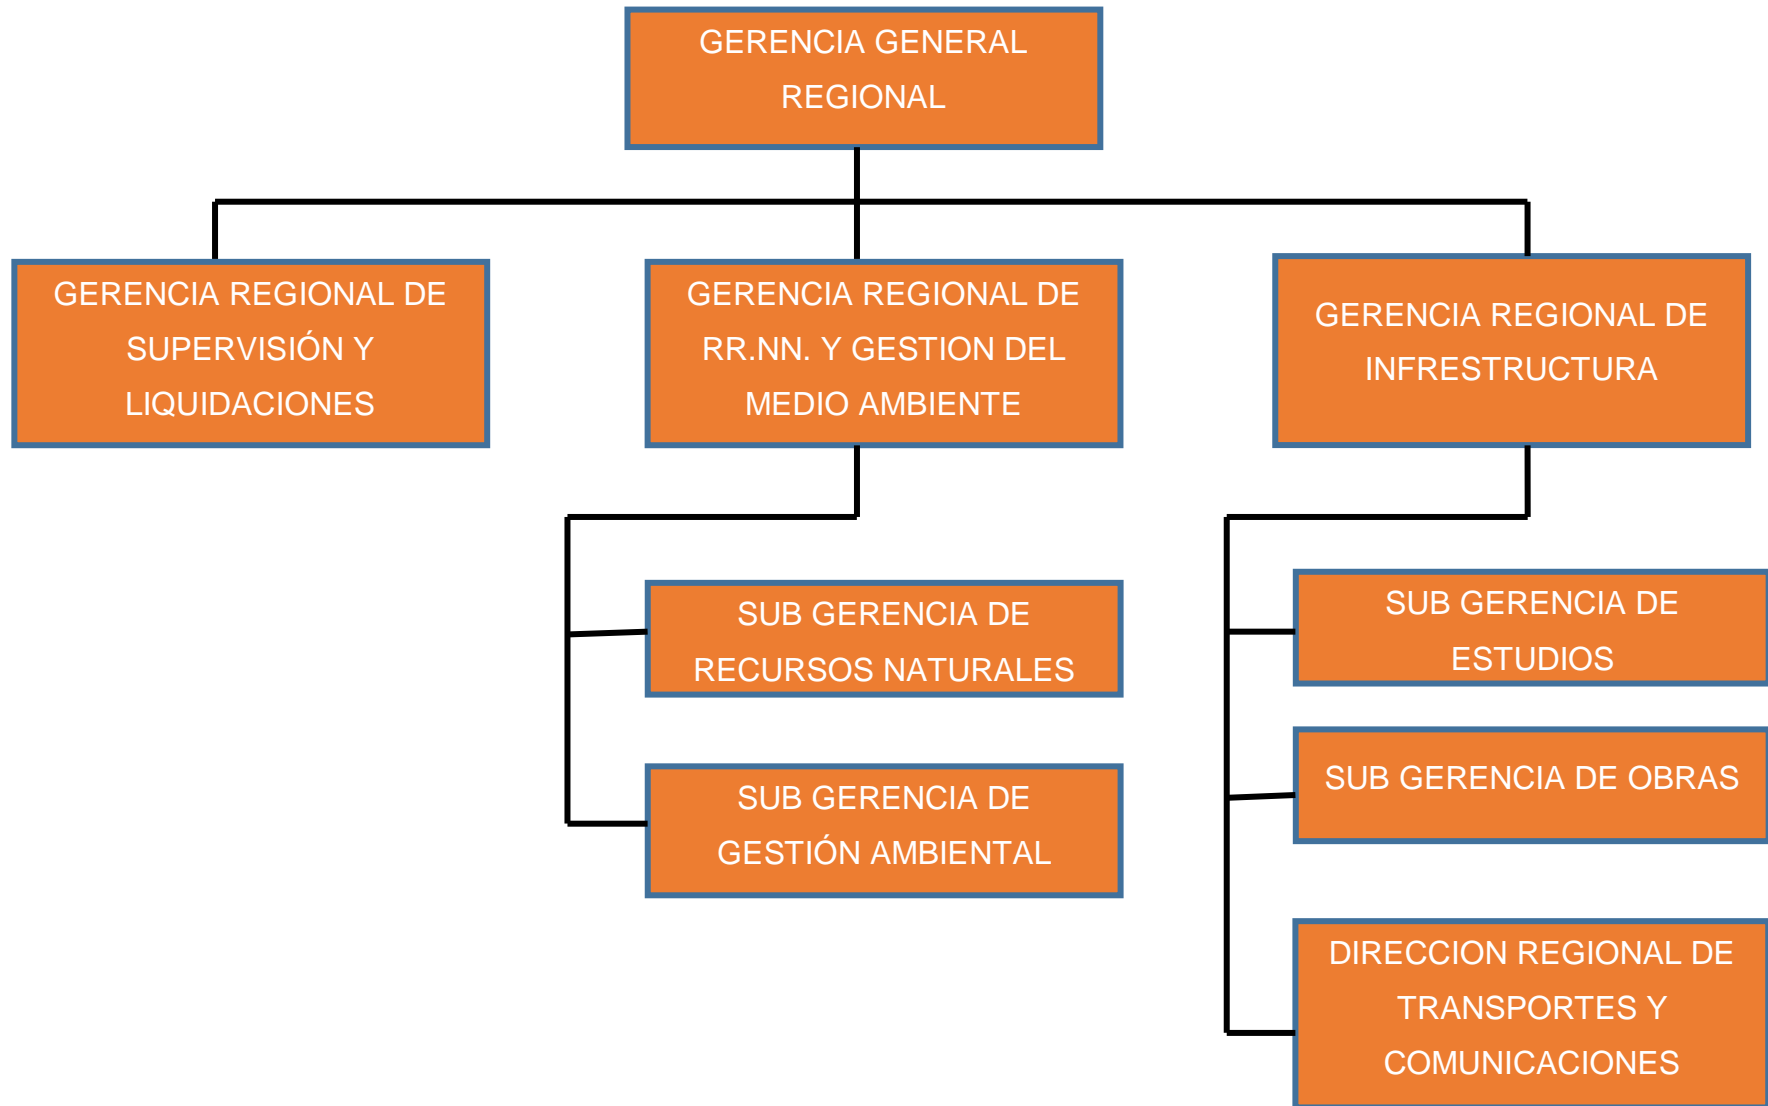 GERENCIA GENERAL
REGIONAL
GERENCIA REGIONAL DE
SUPERVISIÓN Y
LIQUIDACIONES
GERENCIA REGIONAL DE
RR.NN. Y GESTION DEL
MEDIO AMBIENTE
GERENCIA REGIONAL DE
INFRESTRUCTURA
SUB GERENCIA DE
RECURSOS NATURALES
SUB GERENCIA DE
GESTIÓN AMBIENTAL
SUB GERENCIA DE
ESTUDIOS
SUB GERENCIA DE OBRAS
DIRECCION REGIONAL DE
TRANSPORTES Y
COMUNICACIONES